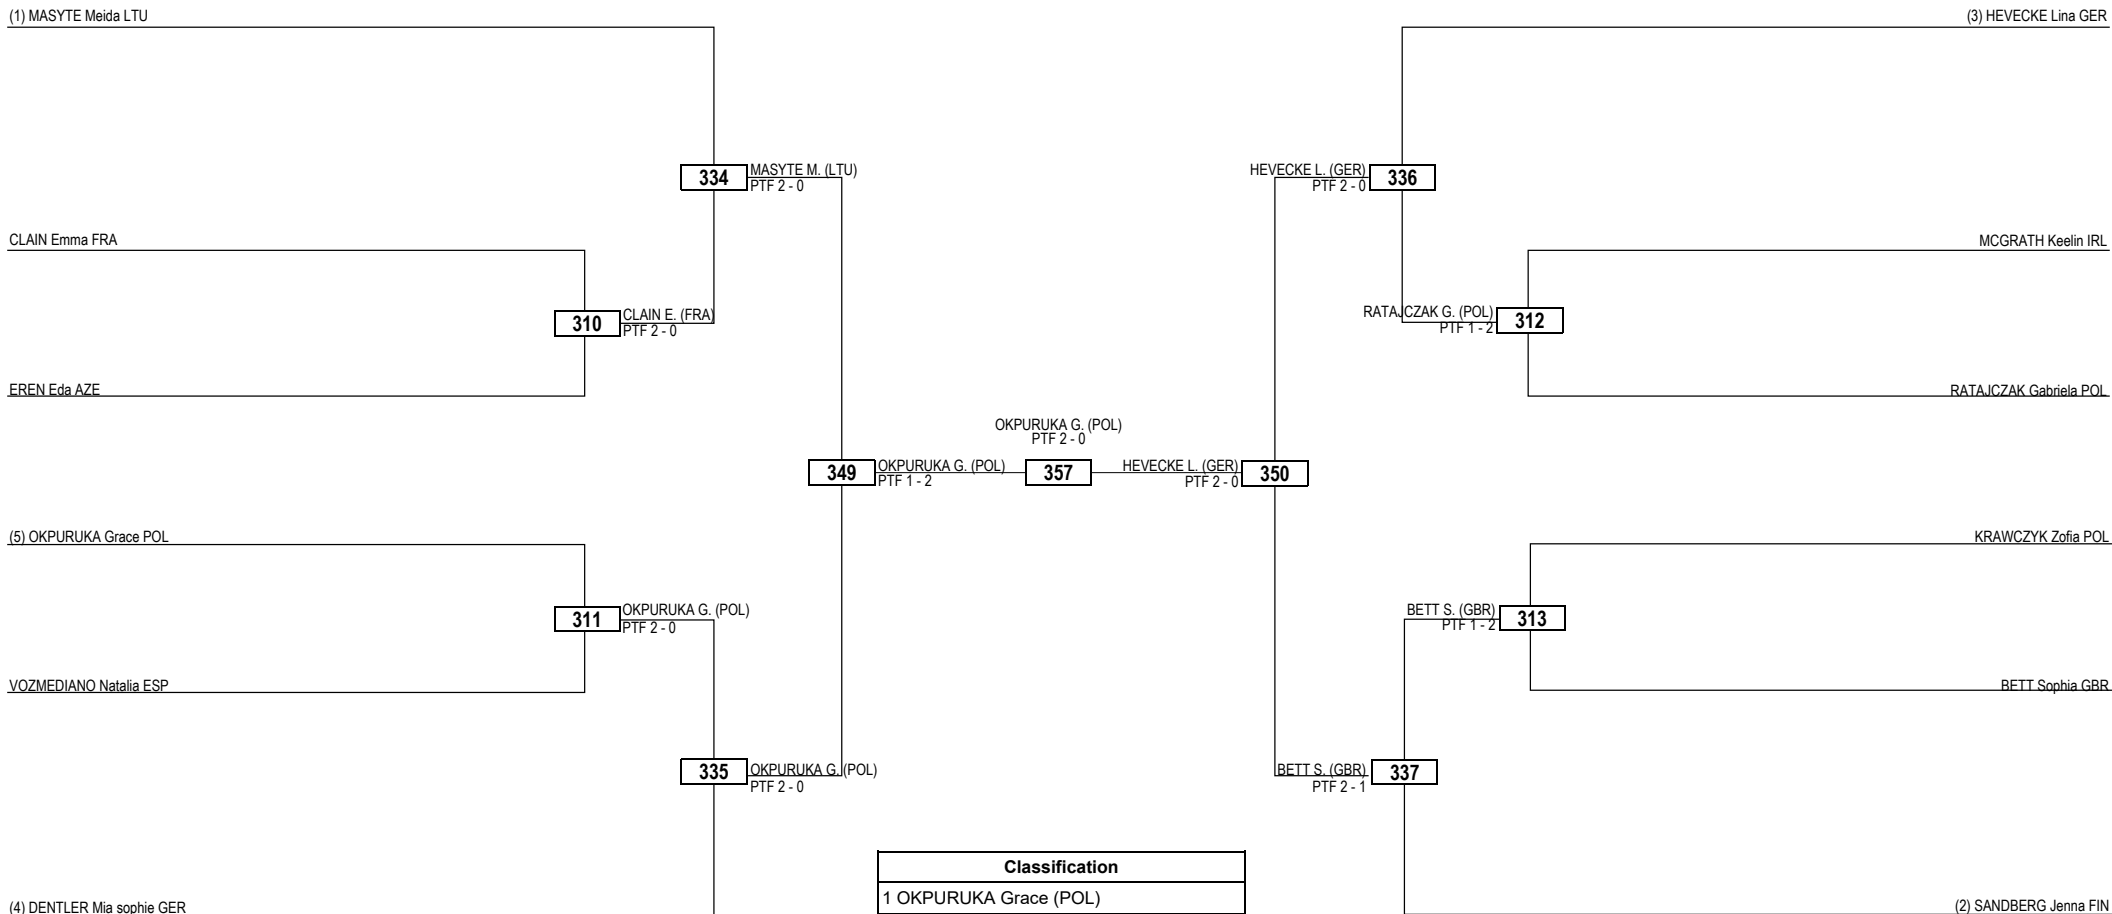 (1) MASYTE Meida LTU
(3) HEVECKE Lina GER
334
MASYTE M. (LTU)
PTF 2 - 0
HEVECKE L. (GER)
PTF 2 - 0
336
CLAIN Emma FRA
MCGRATH Keelin IRL
310
CLAIN E. (FRA)
PTF 2 - 0
RATAJCZAK G. (POL)
PTF 1 - 2
312
EREN Eda AZE
RATAJCZAK Gabriela POL
OKPURUKA G. (POL)
PTF 2 - 0
349
OKPURUKA G. (POL)
PTF 1 - 2
357
HEVECKE L. (GER)
PTF 2 - 0
350
(5) OKPURUKA Grace POL
KRAWCZYK Zofia POL
311
OKPURUKA G. (POL)
PTF 2 - 0
BETT S. (GBR)
PTF 1 - 2
313
VOZMEDIANO Natalia ESP
BETT Sophia GBR
335
OKPURUKA G. (POL)
PTF 2 - 0
BETT S. (GBR)
PTF 2 - 1
337
Classification
1 OKPURUKA Grace (POL)
(4) DENTLER Mia sophie GER
(2) SANDBERG Jenna FIN